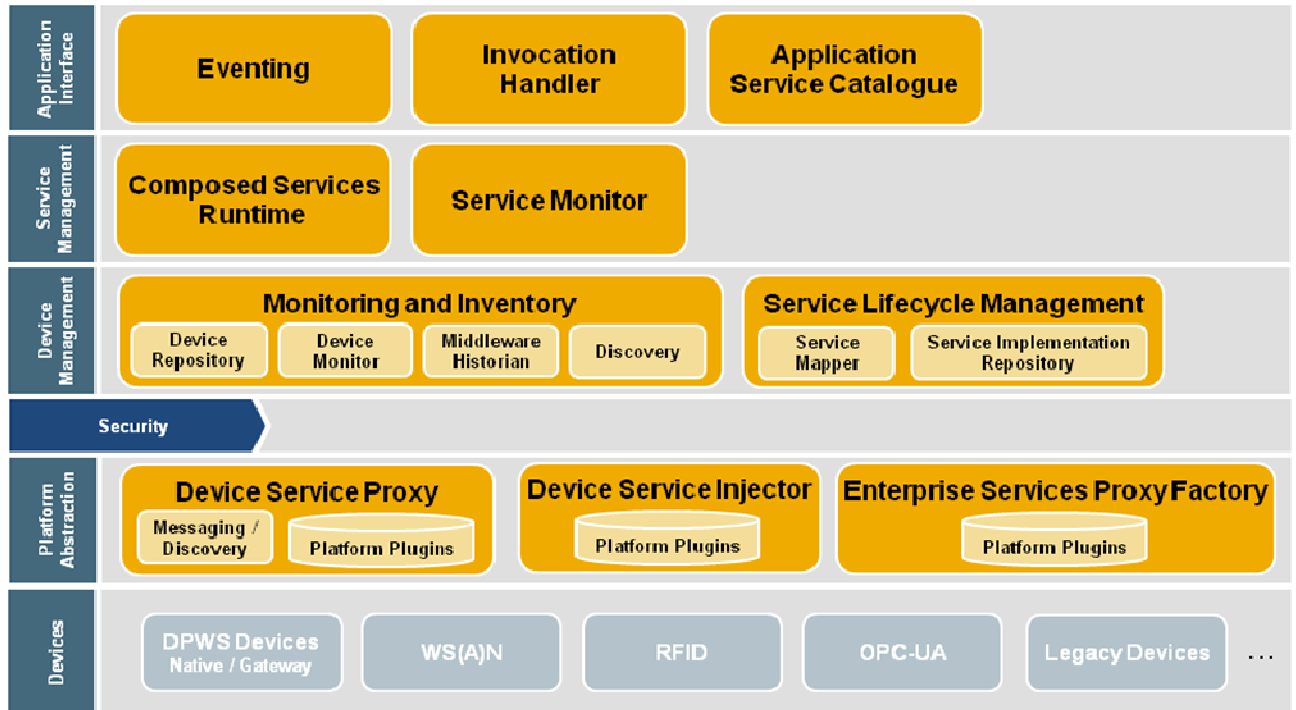 Application
Interface
Eventing
Invocation
Handler
Application
Service Catalogue
Service
Management
Composed Services
Runtime
Service Monitor
Device
Management
Monitoring and Inventory
Device
Repository
Device
Monitor
Middleware
Historian
Discovery
Service Lifecycle Management
Service
Mapper
Service Implementation
Repository
Security
Platform
Abstraction
Device Service Proxy
Messaging /
Discovery
Platform Plugins
Device Service Injector
Platform Plugins
Enterprise Services Proxy Factory
Platform Plugins
Devices
DPWS Devices
Native / Gateway
WS(A)N
RFID
OPC-UA
Legacy Devices
...